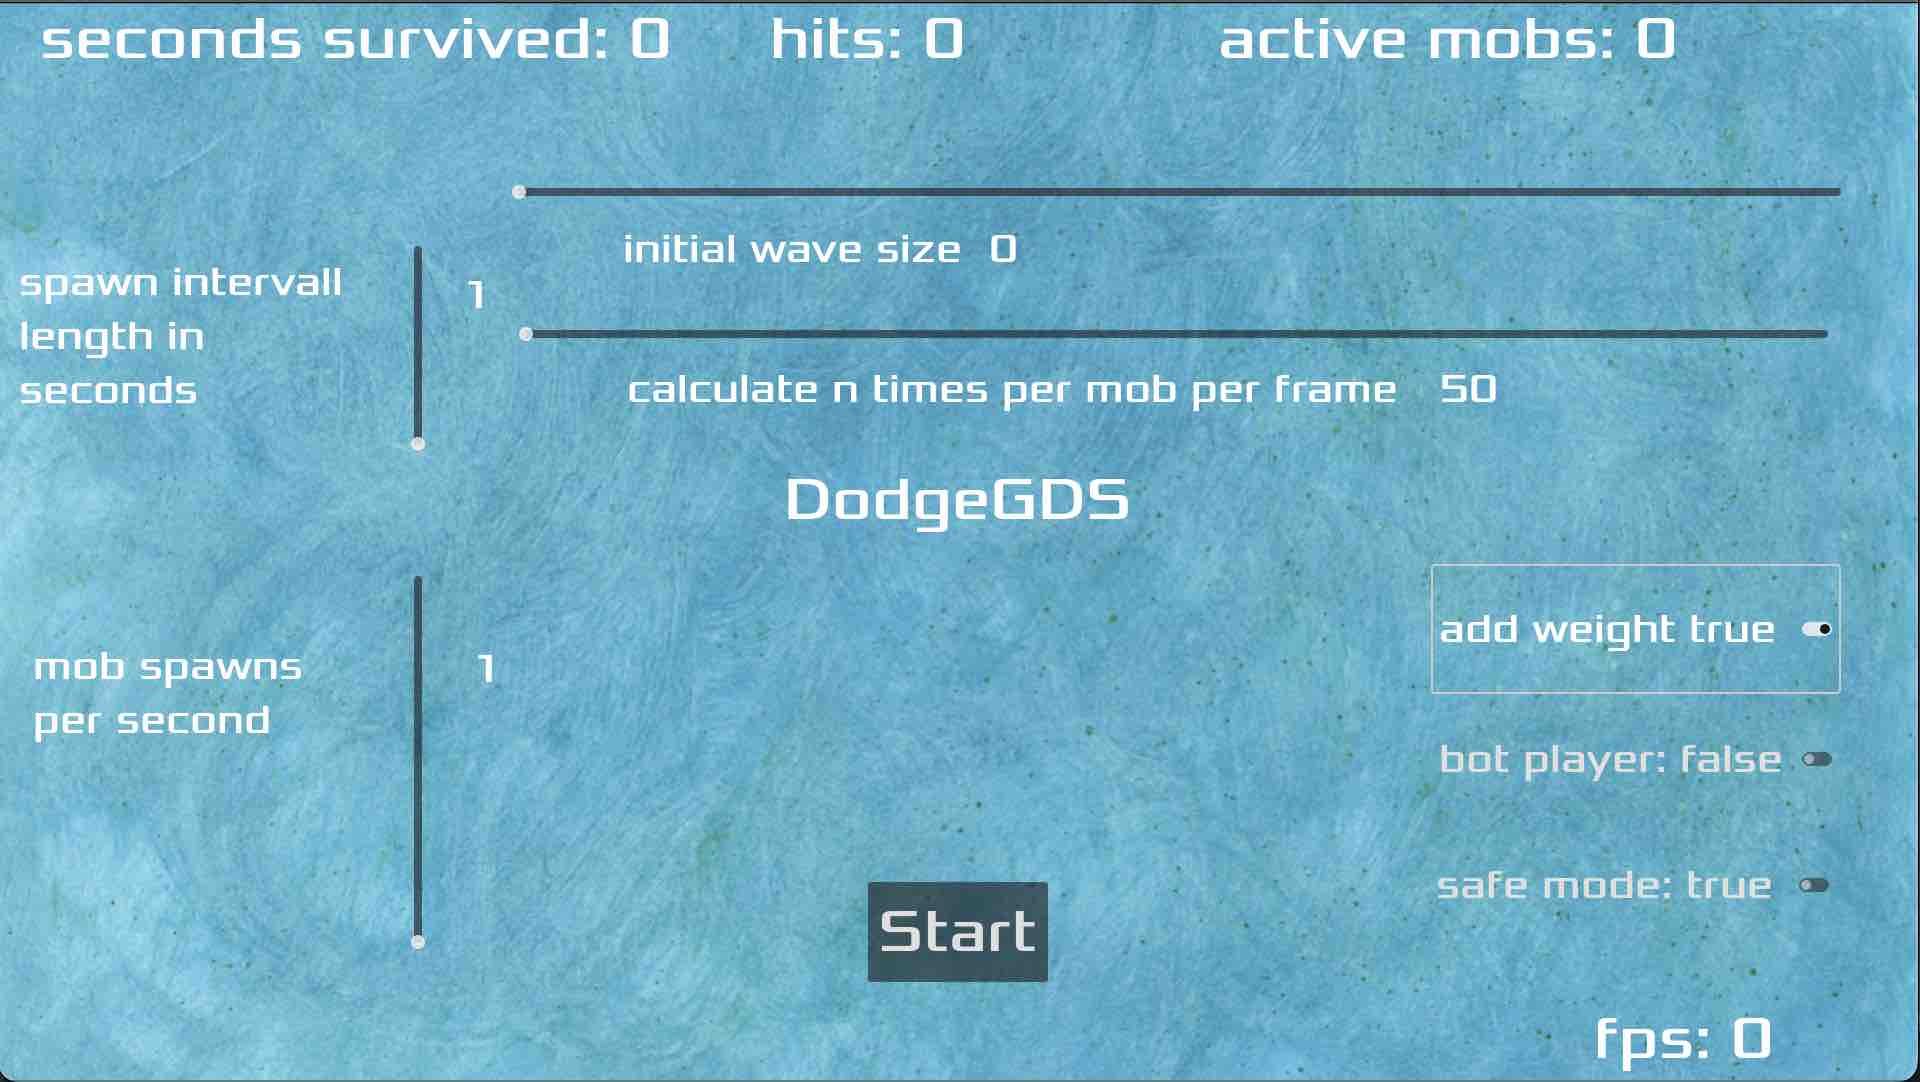 seconds survived: 0
hits: 0
active mobs: 0
initial wave size 0
spawn intervall
length in
seconds
1
calculate n times per mob per frame 50
DodgeGDS
mob spawns
per second
1
add weight true
bot player: false
safe mode: true
Start
fps: 0